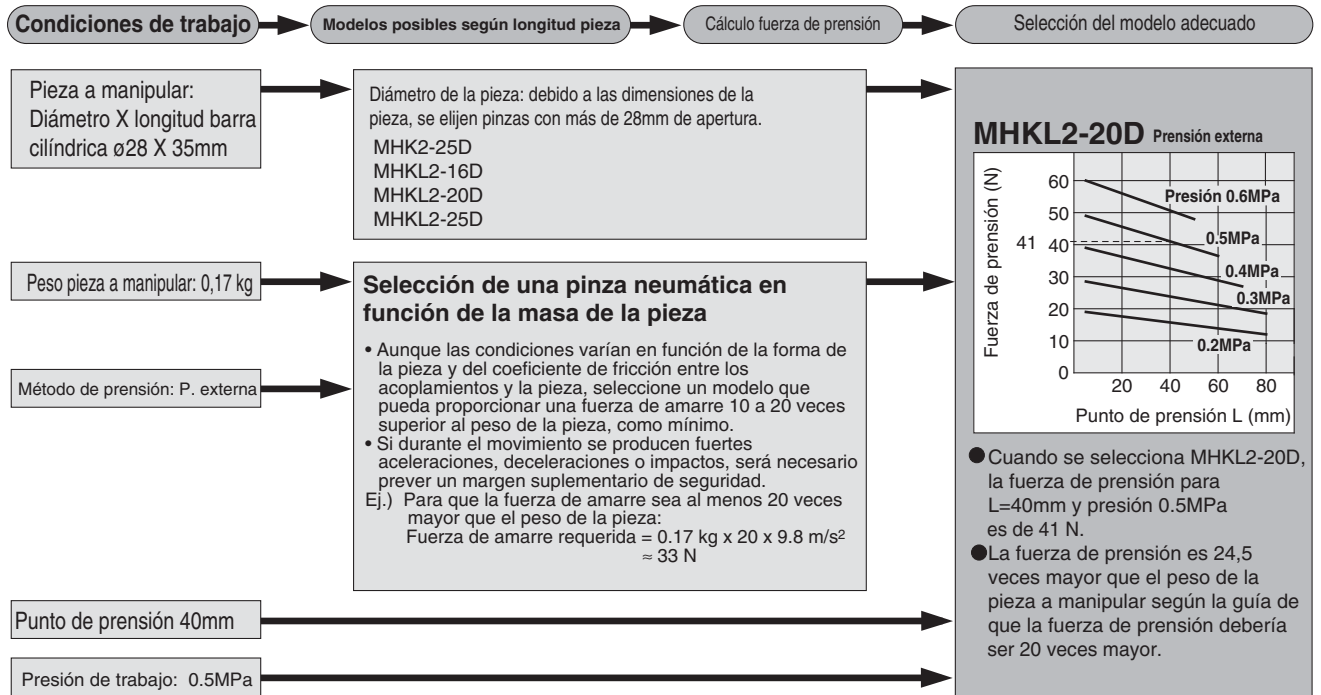 Condiciones de trabajo
Modelos posibles según longitud pieza
Cálculo fuerza de prensión
Selección del modelo adecuado
Pieza a manipular:
Diámetro X longitud barra
cilíndrica ø28 X 35mm
Diámetro de la pieza: debido a las dimensiones de la
pieza, se elijen pinzas con más de 28mm de apertura.
MHK2-25D
MHKL2-16D
MHKL2-20D
MHKL2-25D
Peso pieza a manipular: 0,17 kg
Método de prensión: P. externa
Selección de una pinza neumática en
función de la masa de la pieza
• Aunque las condiciones varían en función de la forma de
la pieza y del coeficiente de fricción entre los
acoplamientos y la pieza, seleccione un modelo que
pueda proporcionar una fuerza de amarre 10 a 20 veces
superior al peso de la pieza, como mínimo.
• Si durante el movimiento se producen fuertes
aceleraciones, deceleraciones o impactos, será necesario
prever un margen suplementario de seguridad.
Ej.) Para que la fuerza de amarre sea al menos 20 veces
mayor que el peso de la pieza:
Fuerza de amarre requerida = 0.17 kg x 20 x 9.8 m/s²
≈ 33 N
Punto de prensión 40mm
Presión de trabajo: 0.5MPa
MHKL2-20D Prensión externa
Fuerza de prensión (N)
60
50
41
40
30
20
10
0
Presión 0.6MPa
0.5MPa
0.4MPa
0.3MPa
0.2MPa
20 40 60 80
Punto de prensión L (mm)
● Cuando se selecciona MHKL2-20D,
la fuerza de prensión para
L=40mm y presión 0.5MPa
es de 41 N.
● La fuerza de prensión es 24,5
veces mayor que el peso de la
pieza a manipular según la guía de
que la fuerza de prensión debería
ser 20 veces mayor.